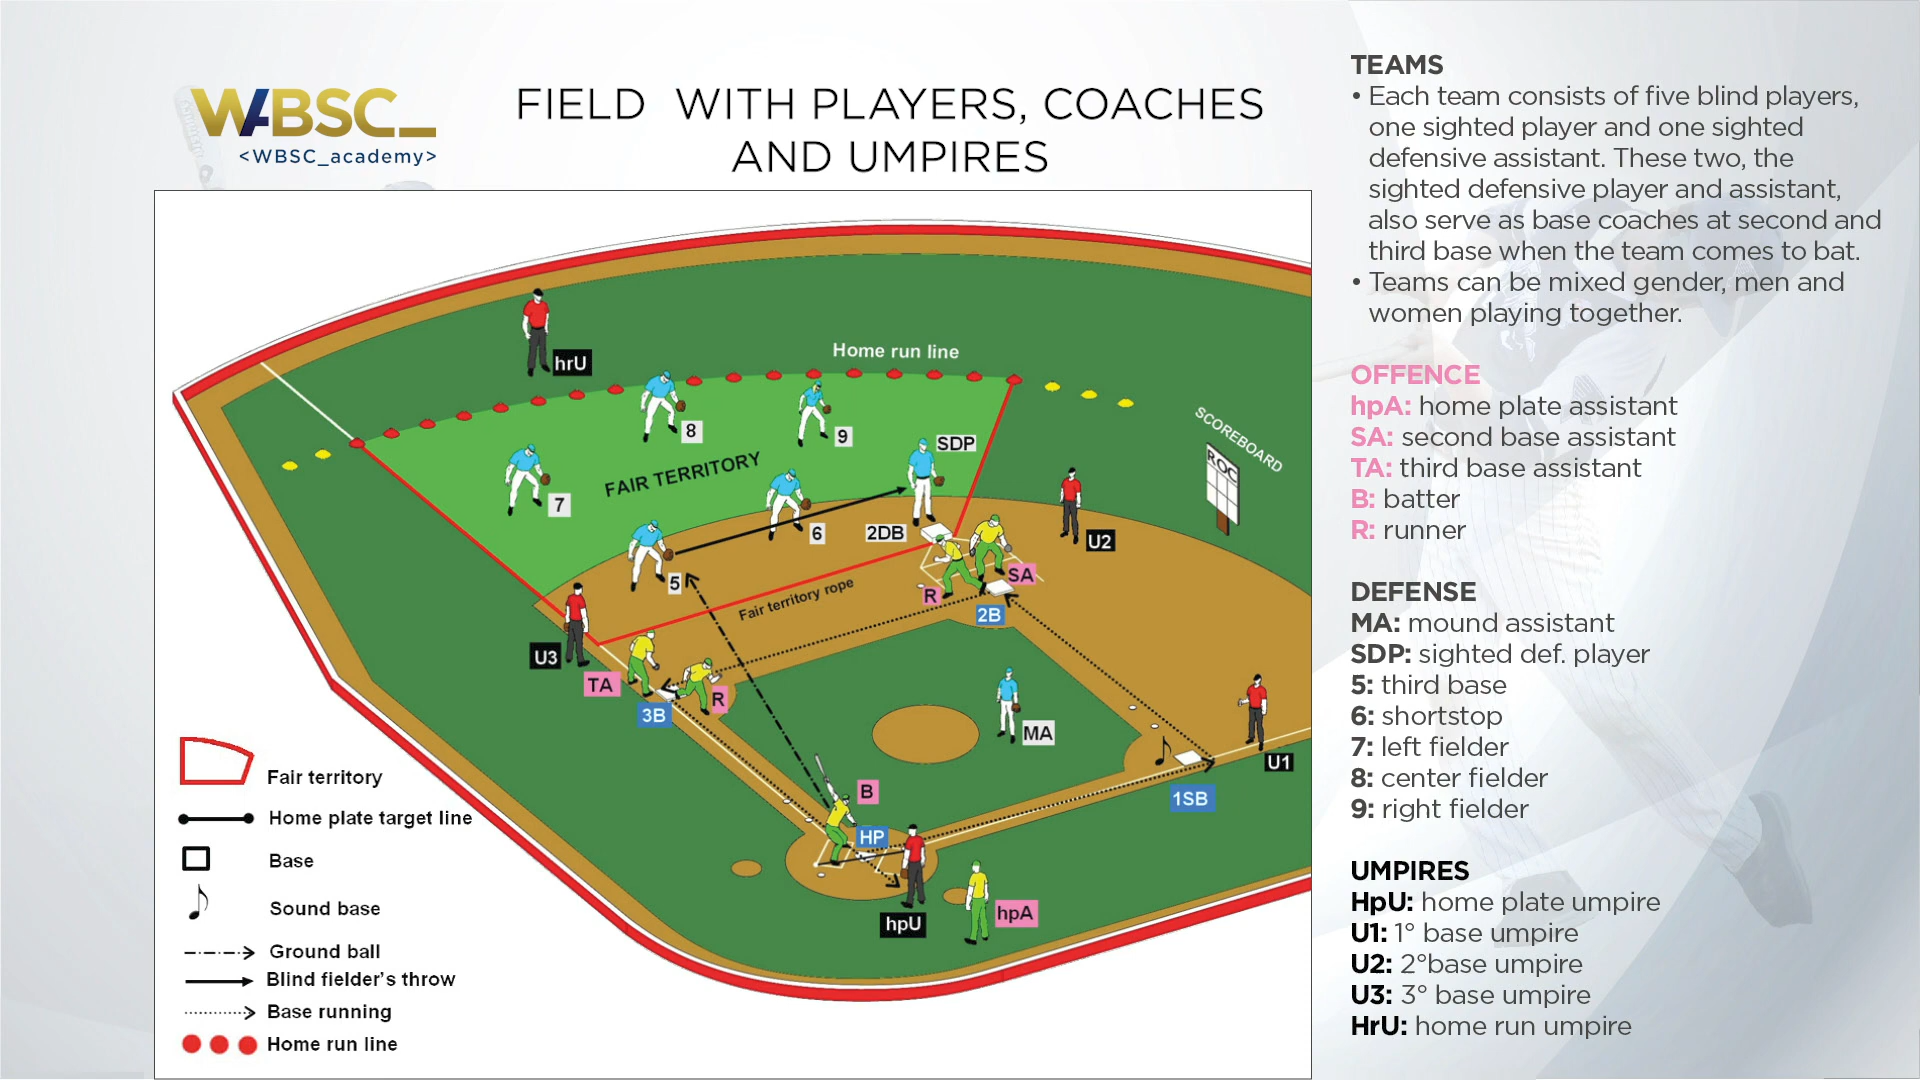 WBSC_
<WBSC_academy>
FIELD WITH PLAYERS, COACHES
AND UMPIRES
hrU
Home run line
8
9
SDP
SCOREBOARD
ROC
FAIR TERRITORY
7
6
2DB
U2
5
SA
R
Fair territory rope
2B
U3
TA
R
3B
MA
U1
1SB
B
HP
hpU
hpA
Fair territory
Home plate target line
Base
Sound base
Ground ball
Blind fielder's throw
Base running
Home run line
TEAMS
• Each team consists of five blind players,
one sighted player and one sighted
defensive assistant. These two, the
sighted defensive player and assistant,
also serve as base coaches at second and
third base when the team comes to bat.
• Teams can be mixed gender, men and
women playing together.
OFFENCE
hpA: home plate assistant
SA: second base assistant
TA: third base assistant
B: batter
R: runner
DEFENSE
MA: mound assistant
SDP: sighted def. player
5: third base
6: shortstop
7: left fielder
8: center fielder
9: right fielder
UMPIRES
HpU: home plate umpire
U1: 1° base umpire
U2: 2°base umpire
U3: 3° base umpire
HrU: home run umpire